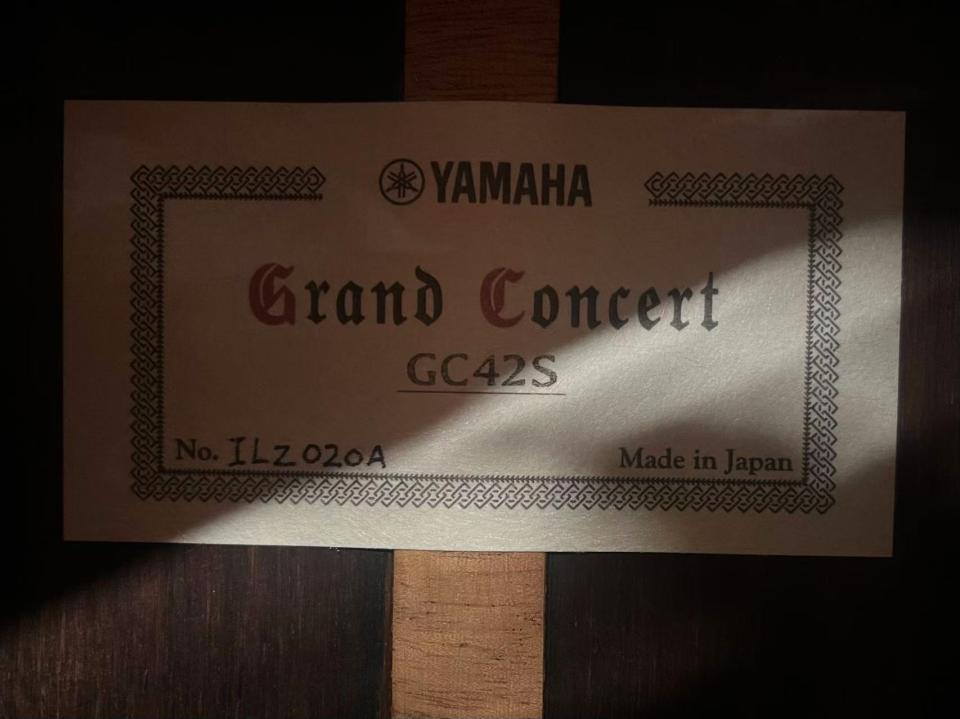 YAMAHA
Grand Concert
GC42S
No. ILZ020A
Made in Japan